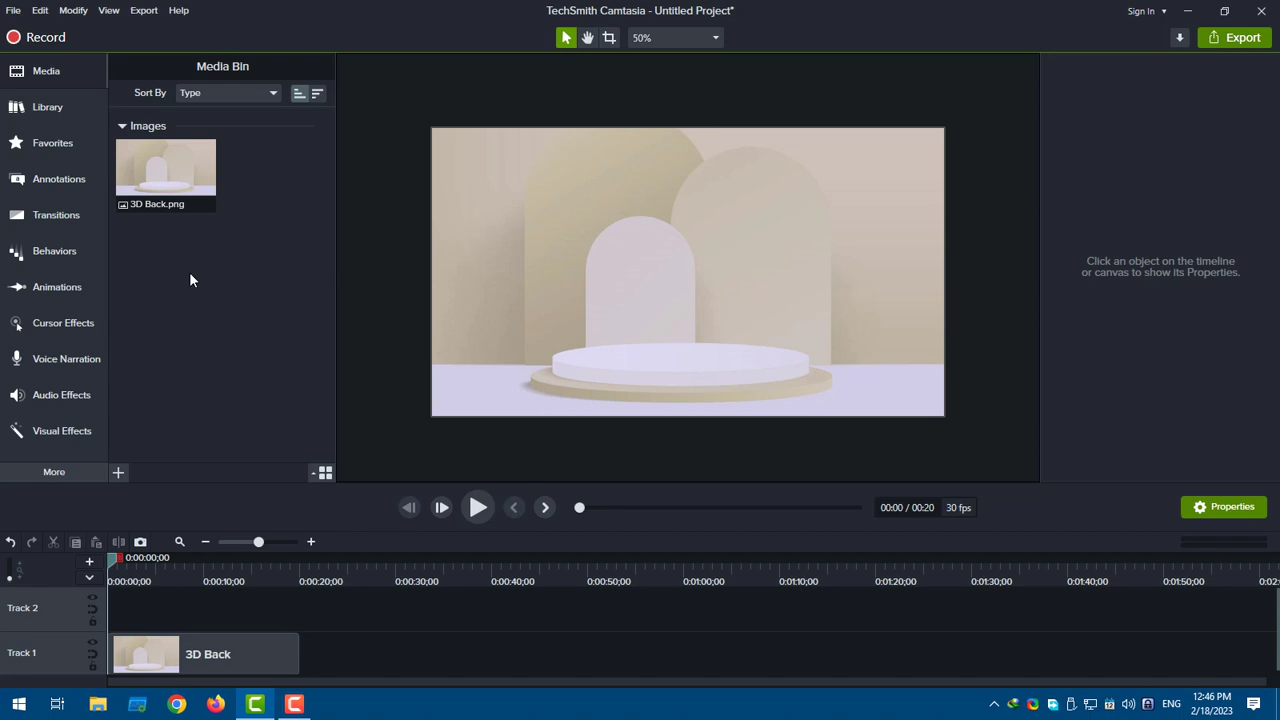 File Edit Modify View Export Help
TechSmith Camtasia - Untitled Project*
Sign In
Record
50%
Export
Media
Media Bin
Sort By Type
Library
Images
Favorites
3D Back.png
Annotations
Transitions
Behaviors
Animations
Cursor Effects
Voice Narration
Audio Effects
Visual Effects
More
Click an object on the timeline
or canvas to show its Properties.
00:00 / 00:20 30 fps
Properties
0:00:00;00
0:00:00;00 0:00:10;00 0:00:20;00 0:00:30;00 0:00:40;00 0:00:50;00 0:01:00;00 0:01:10;00 0:01:20;00 0:01:30;00 0:01:40;00 0:01:50;00
Track 2
Track 1
3D Back
ENG
12:46 PM
2/18/2023